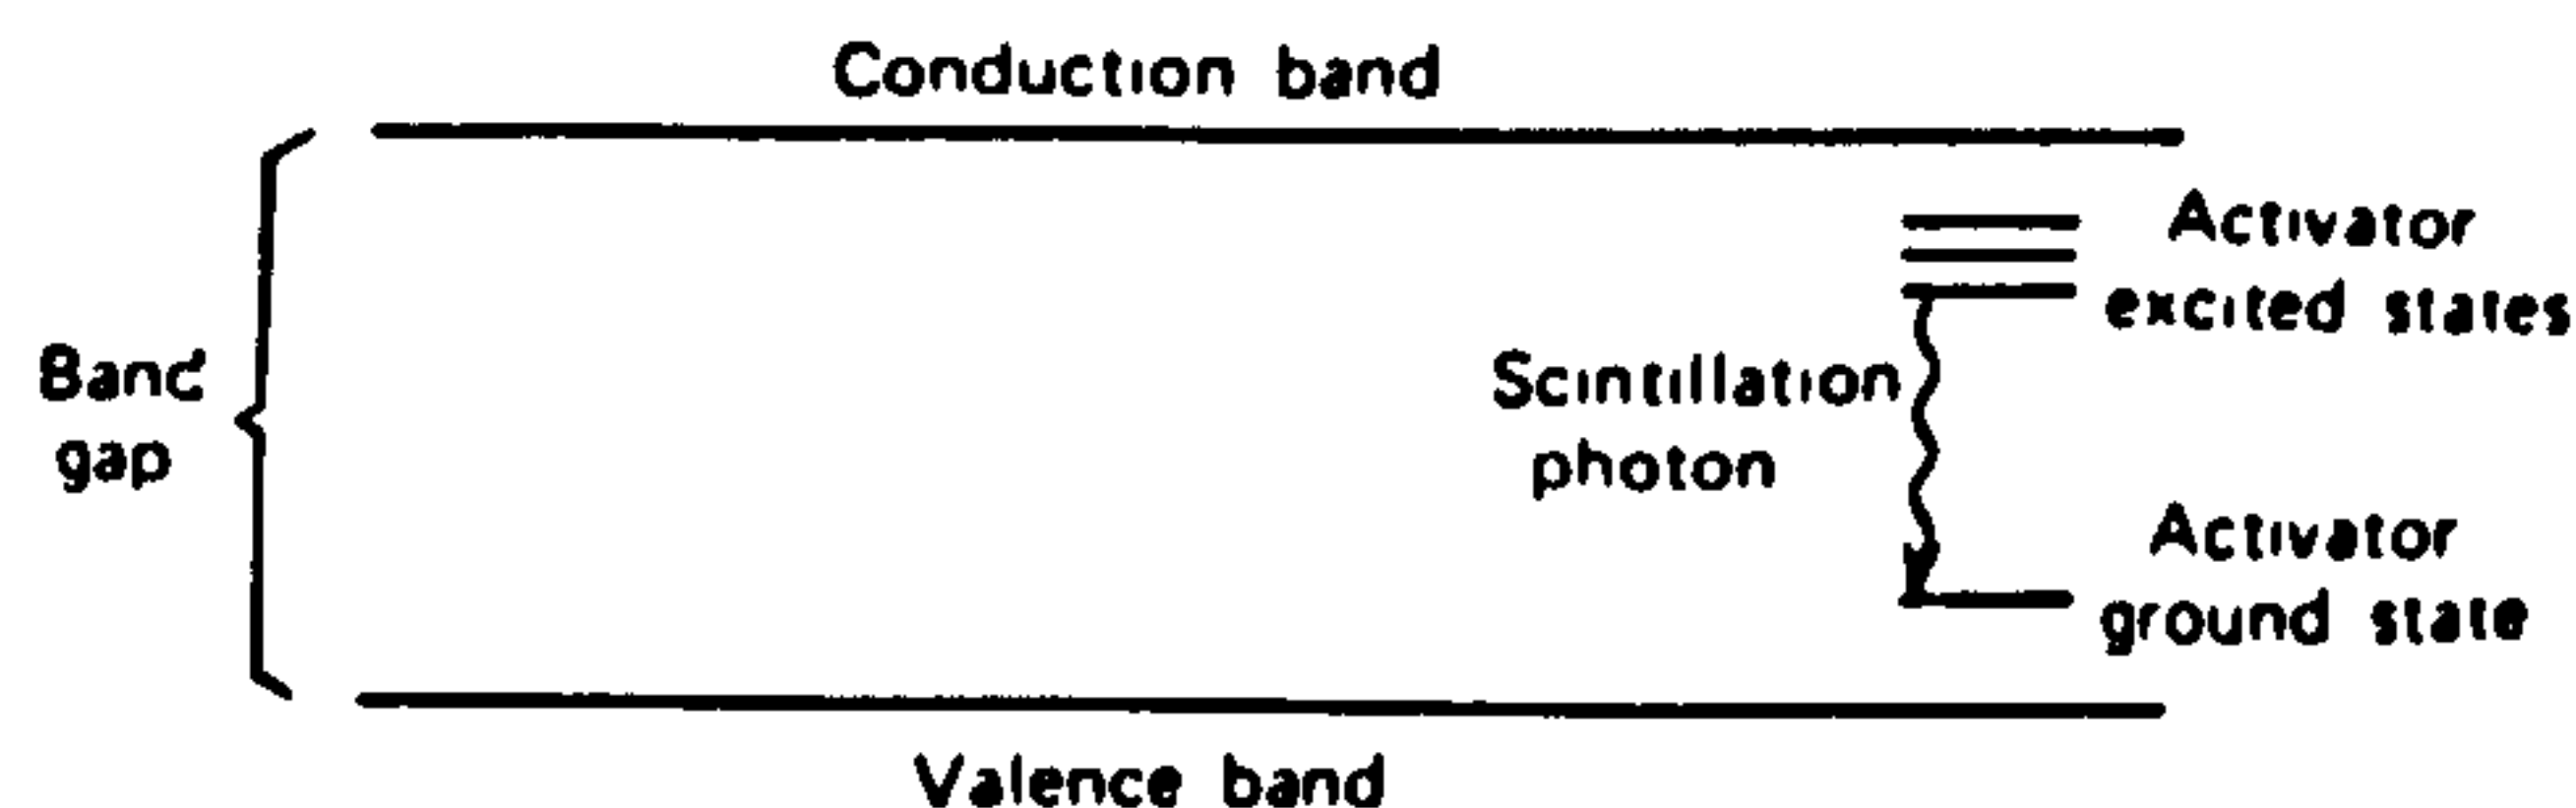 Conduction band
Activator
excited states
Band
gap
Scintillation
photon
Activator
ground state
Valence band